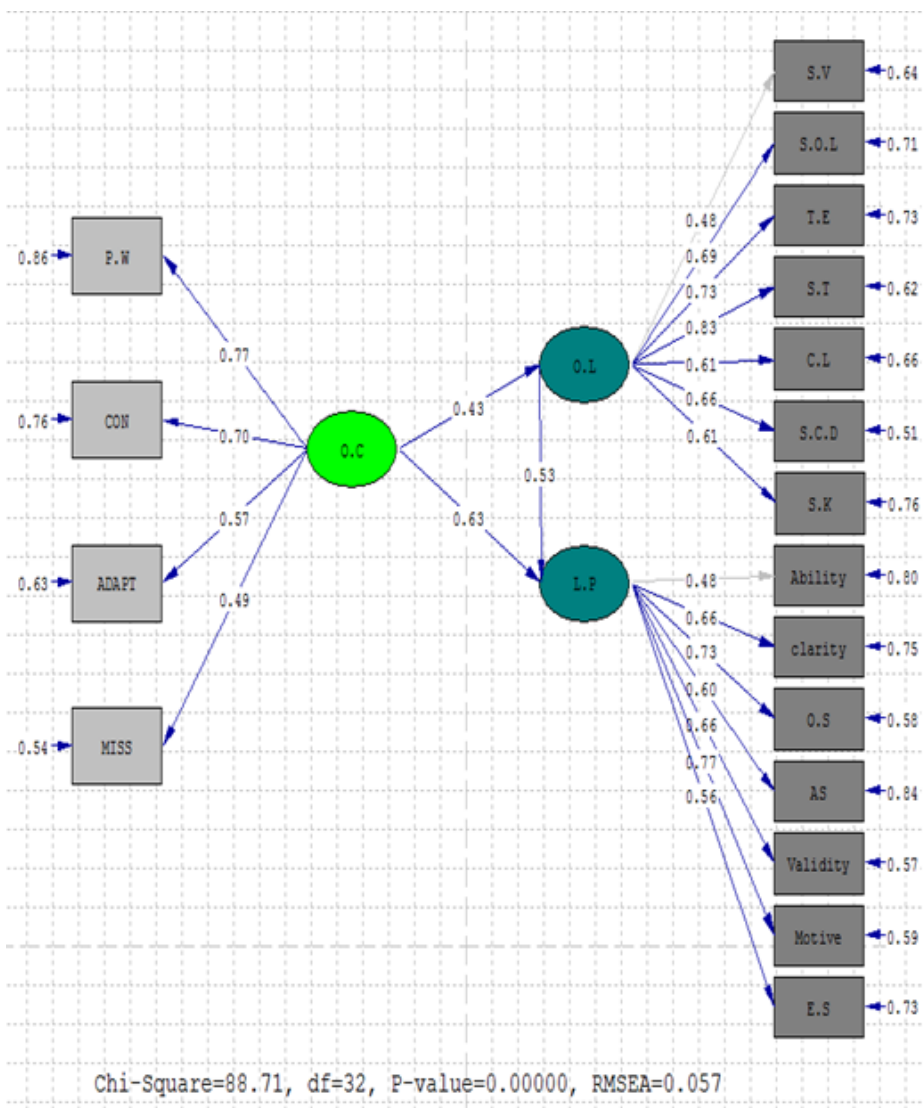 S.V
0.64
S.O.L
0.71
T.E
0.73
S.T
0.62
C.L
0.66
S.C.D
0.51
S.K
0.76
Ability
0.80
clarity
0.75
O.S
0.58
AS
0.84
Validity
0.57
Motive
0.59
E.S
0.73
0.48
0.69
0.73
0.83
0.61
0.66
0.61
0.48
0.66
0.73
0.60
0.66
0.77
0.56
0.86
P.W
0.76
CON
0.63
ADAPT
0.54
MISS
0.77
0.70
0.57
0.49
O.C
0.43
0.63
O.L
0.53
L.P
Chi-Square=88.71, df=32, P-value=0.00000, RMSEA=0.057